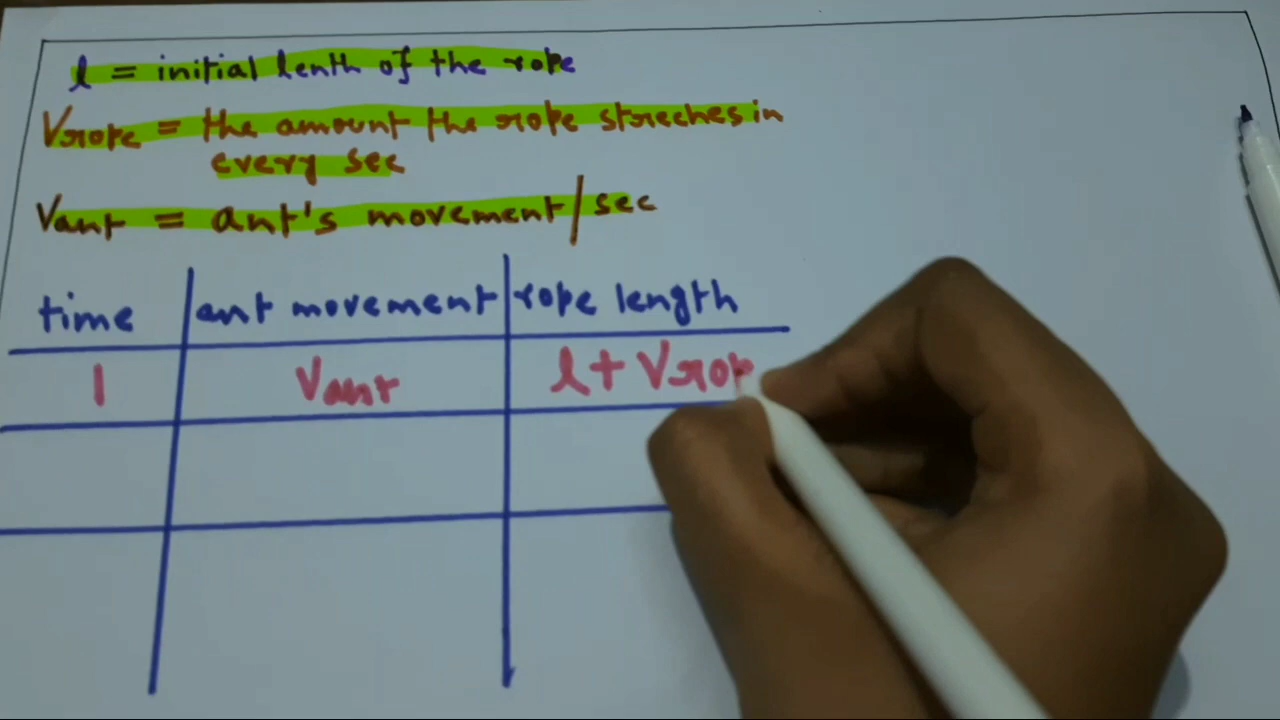 l = initial lenth of the rope
Vrope = the amount the rope streches in
every sec
Vant = ant's movement/sec
time ant movement rope length
1 Vant l + Vrop